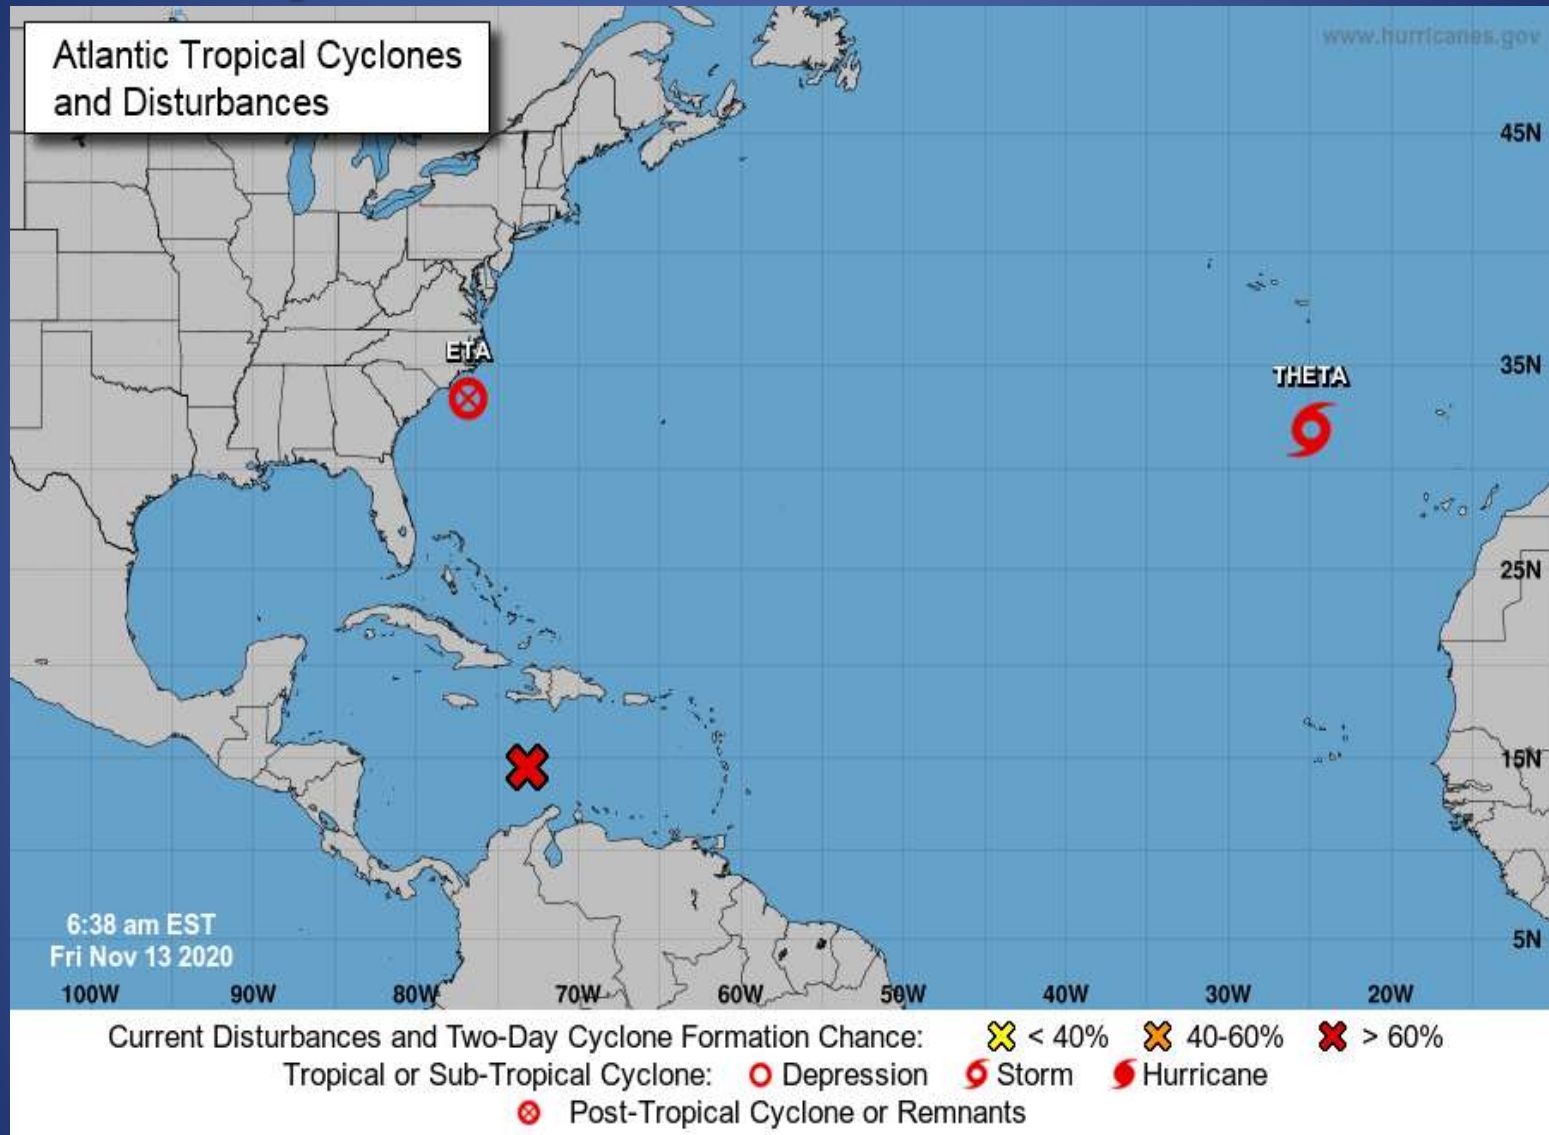 Atlantic Tropical Cyclones
and Disturbances
www.hurricanes.gov
45N
ETA
35N
THETA
25N
15N
6:38 am EST
Fri Nov 13 2020
5N
100W 90W 80W 70W 60W 50W 40W 30W 20W
Current Disturbances and Two-Day Cyclone Formation Chance: < 40% 40-60% > 60%
Tropical or Sub-Tropical Cyclone: Depression Storm Hurricane
Post-Tropical Cyclone or Remnants